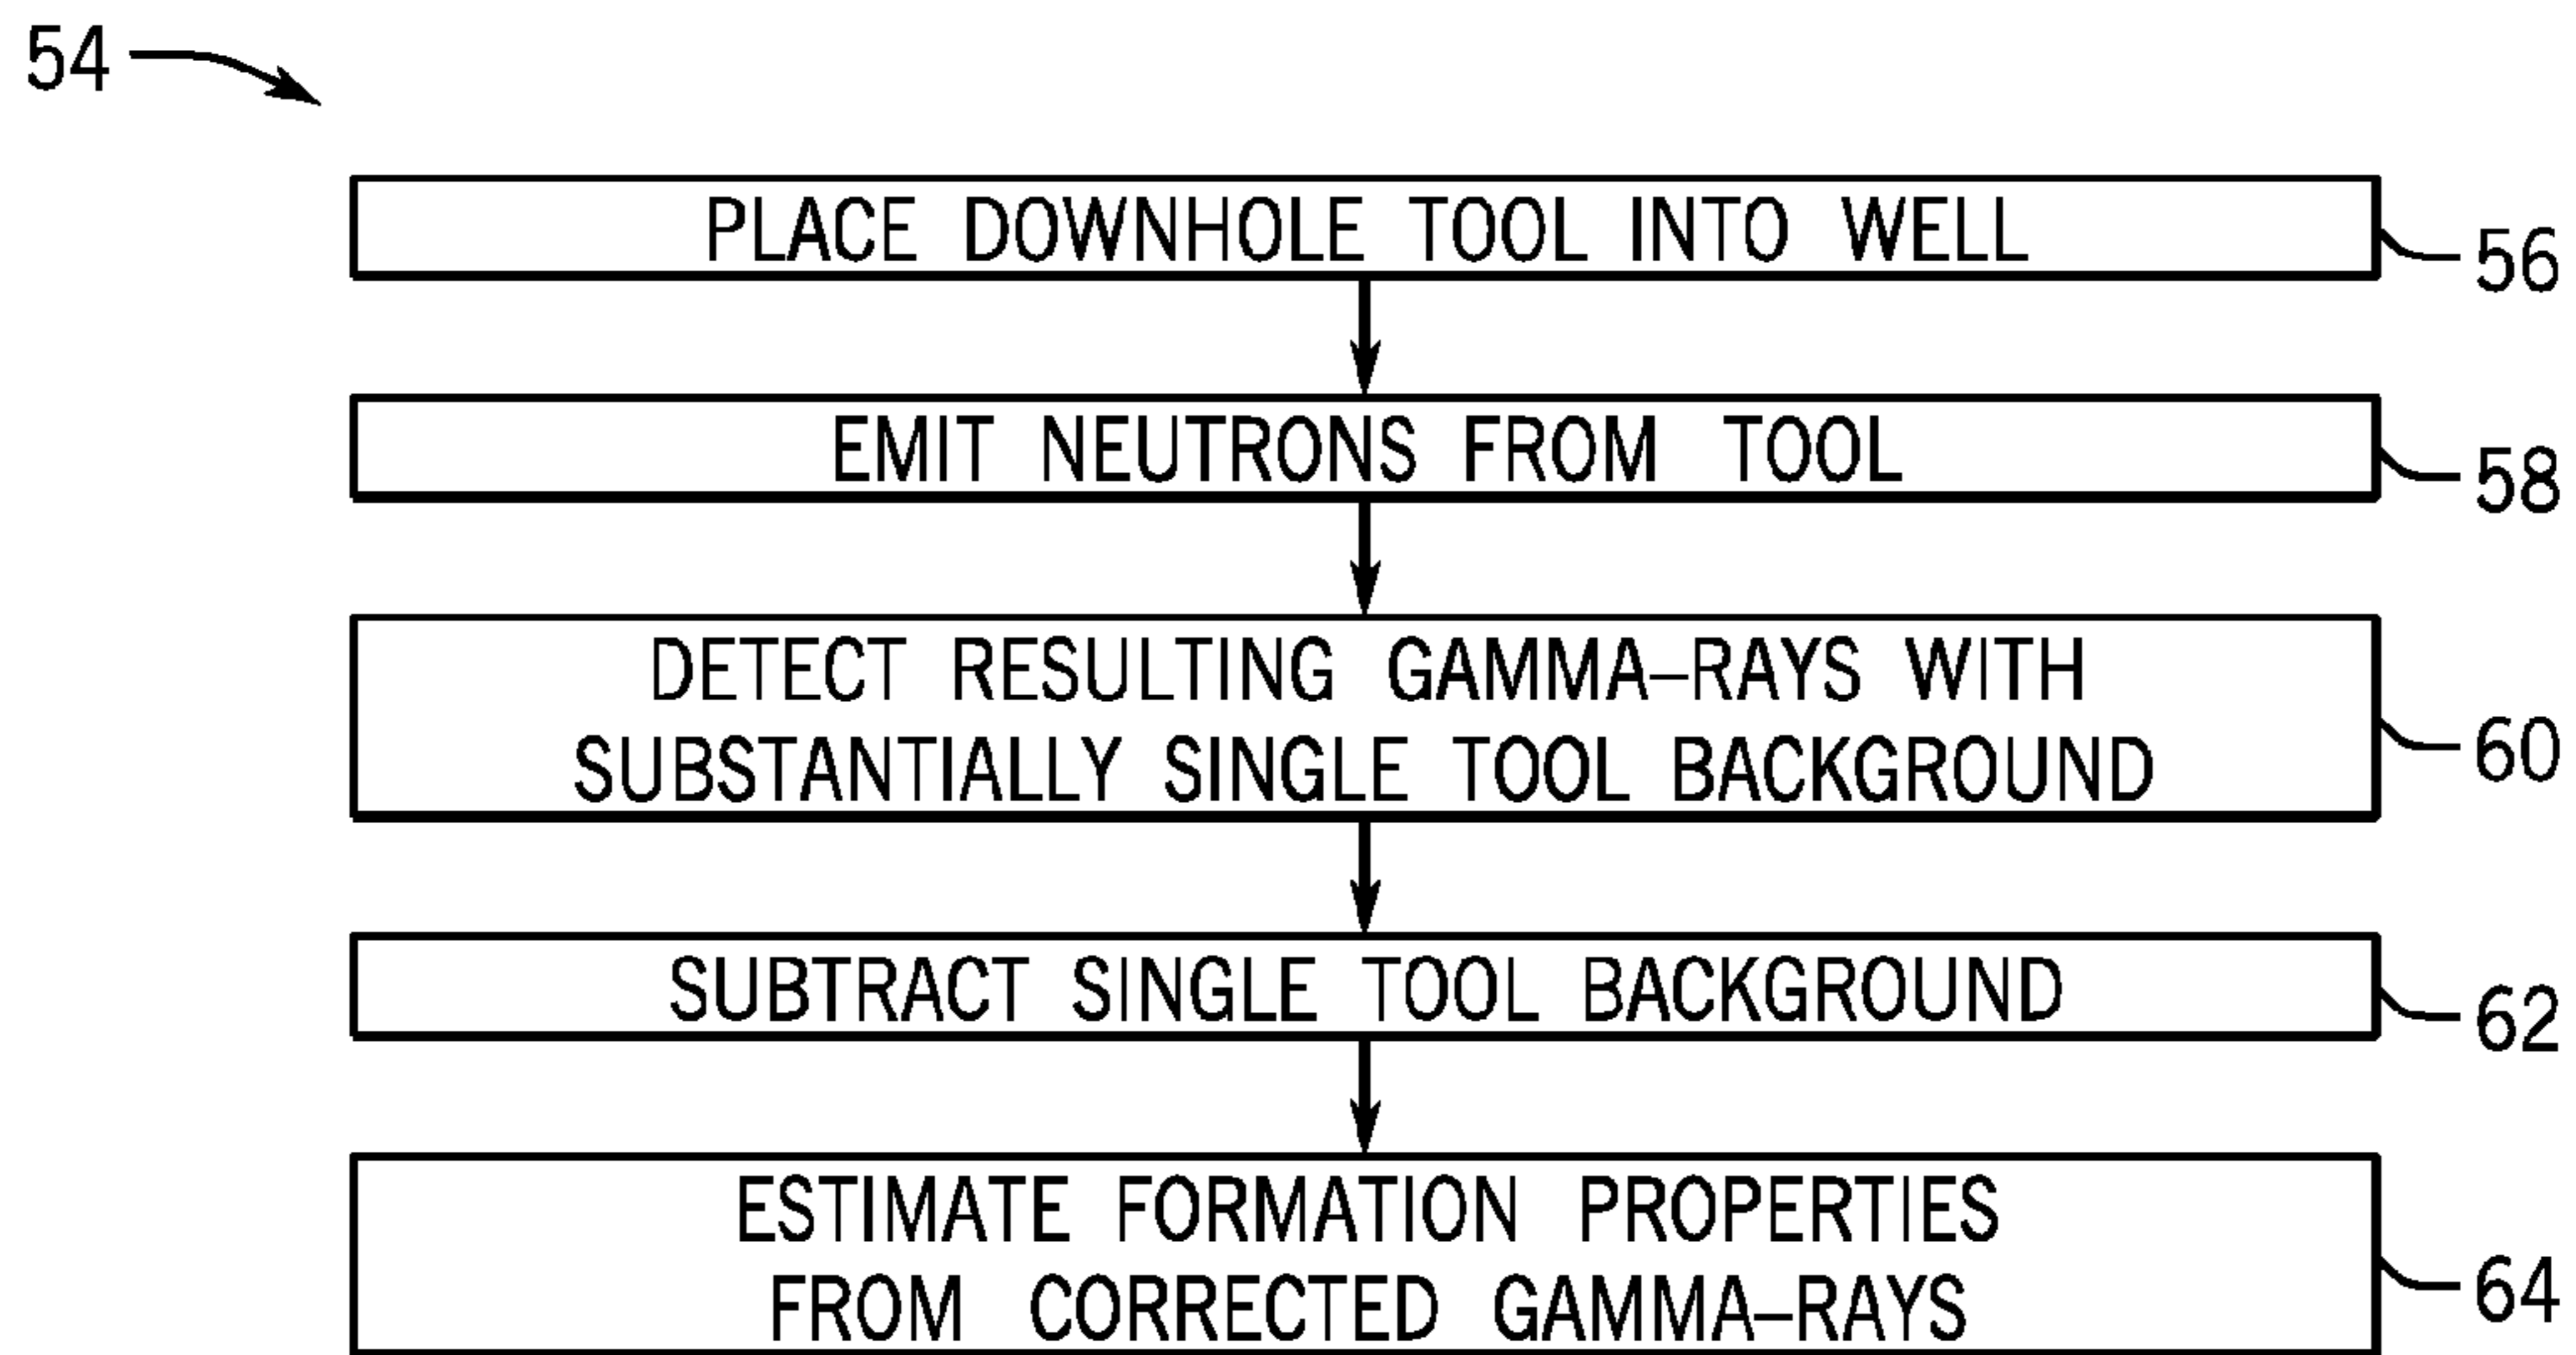 54
PLACE DOWNHOLE TOOL INTO WELL
56
EMIT NEUTRONS FROM TOOL
58
DETECT RESULTING GAMMA–RAYS WITH
SUBSTANTIALLY SINGLE TOOL BACKGROUND
60
SUBTRACT SINGLE TOOL BACKGROUND
62
ESTIMATE FORMATION PROPERTIES
FROM CORRECTED GAMMA–RAYS
64